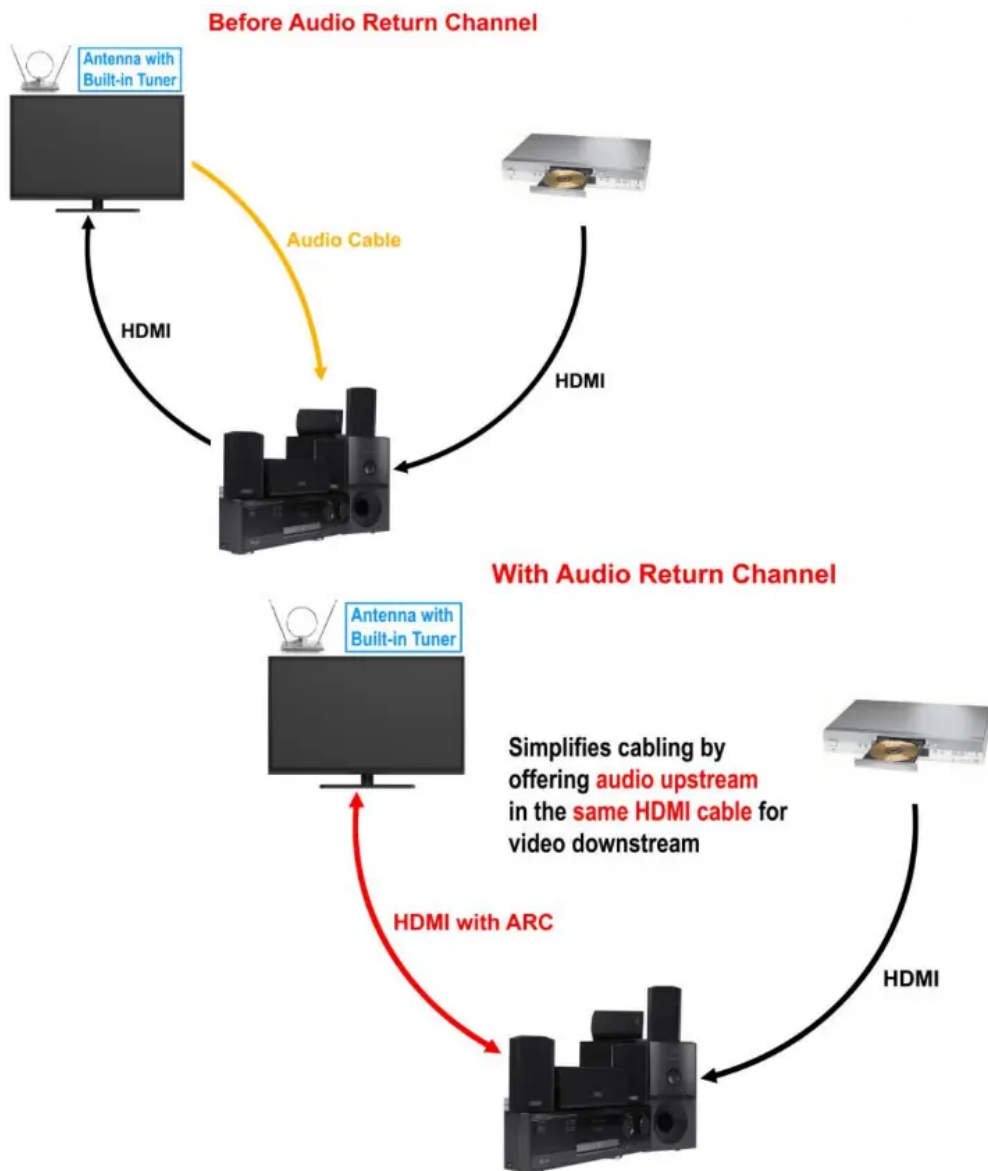 Before Audio Return Channel
Antenna with
Built-in Tuner
Audio Cable
HDMI
HDMI
With Audio Return Channel
Antenna with
Built-in Tuner
Simplifies cabling by
offering audio upstream
in the same HDMI cable for
video downstream
HDMI with ARC
HDMI